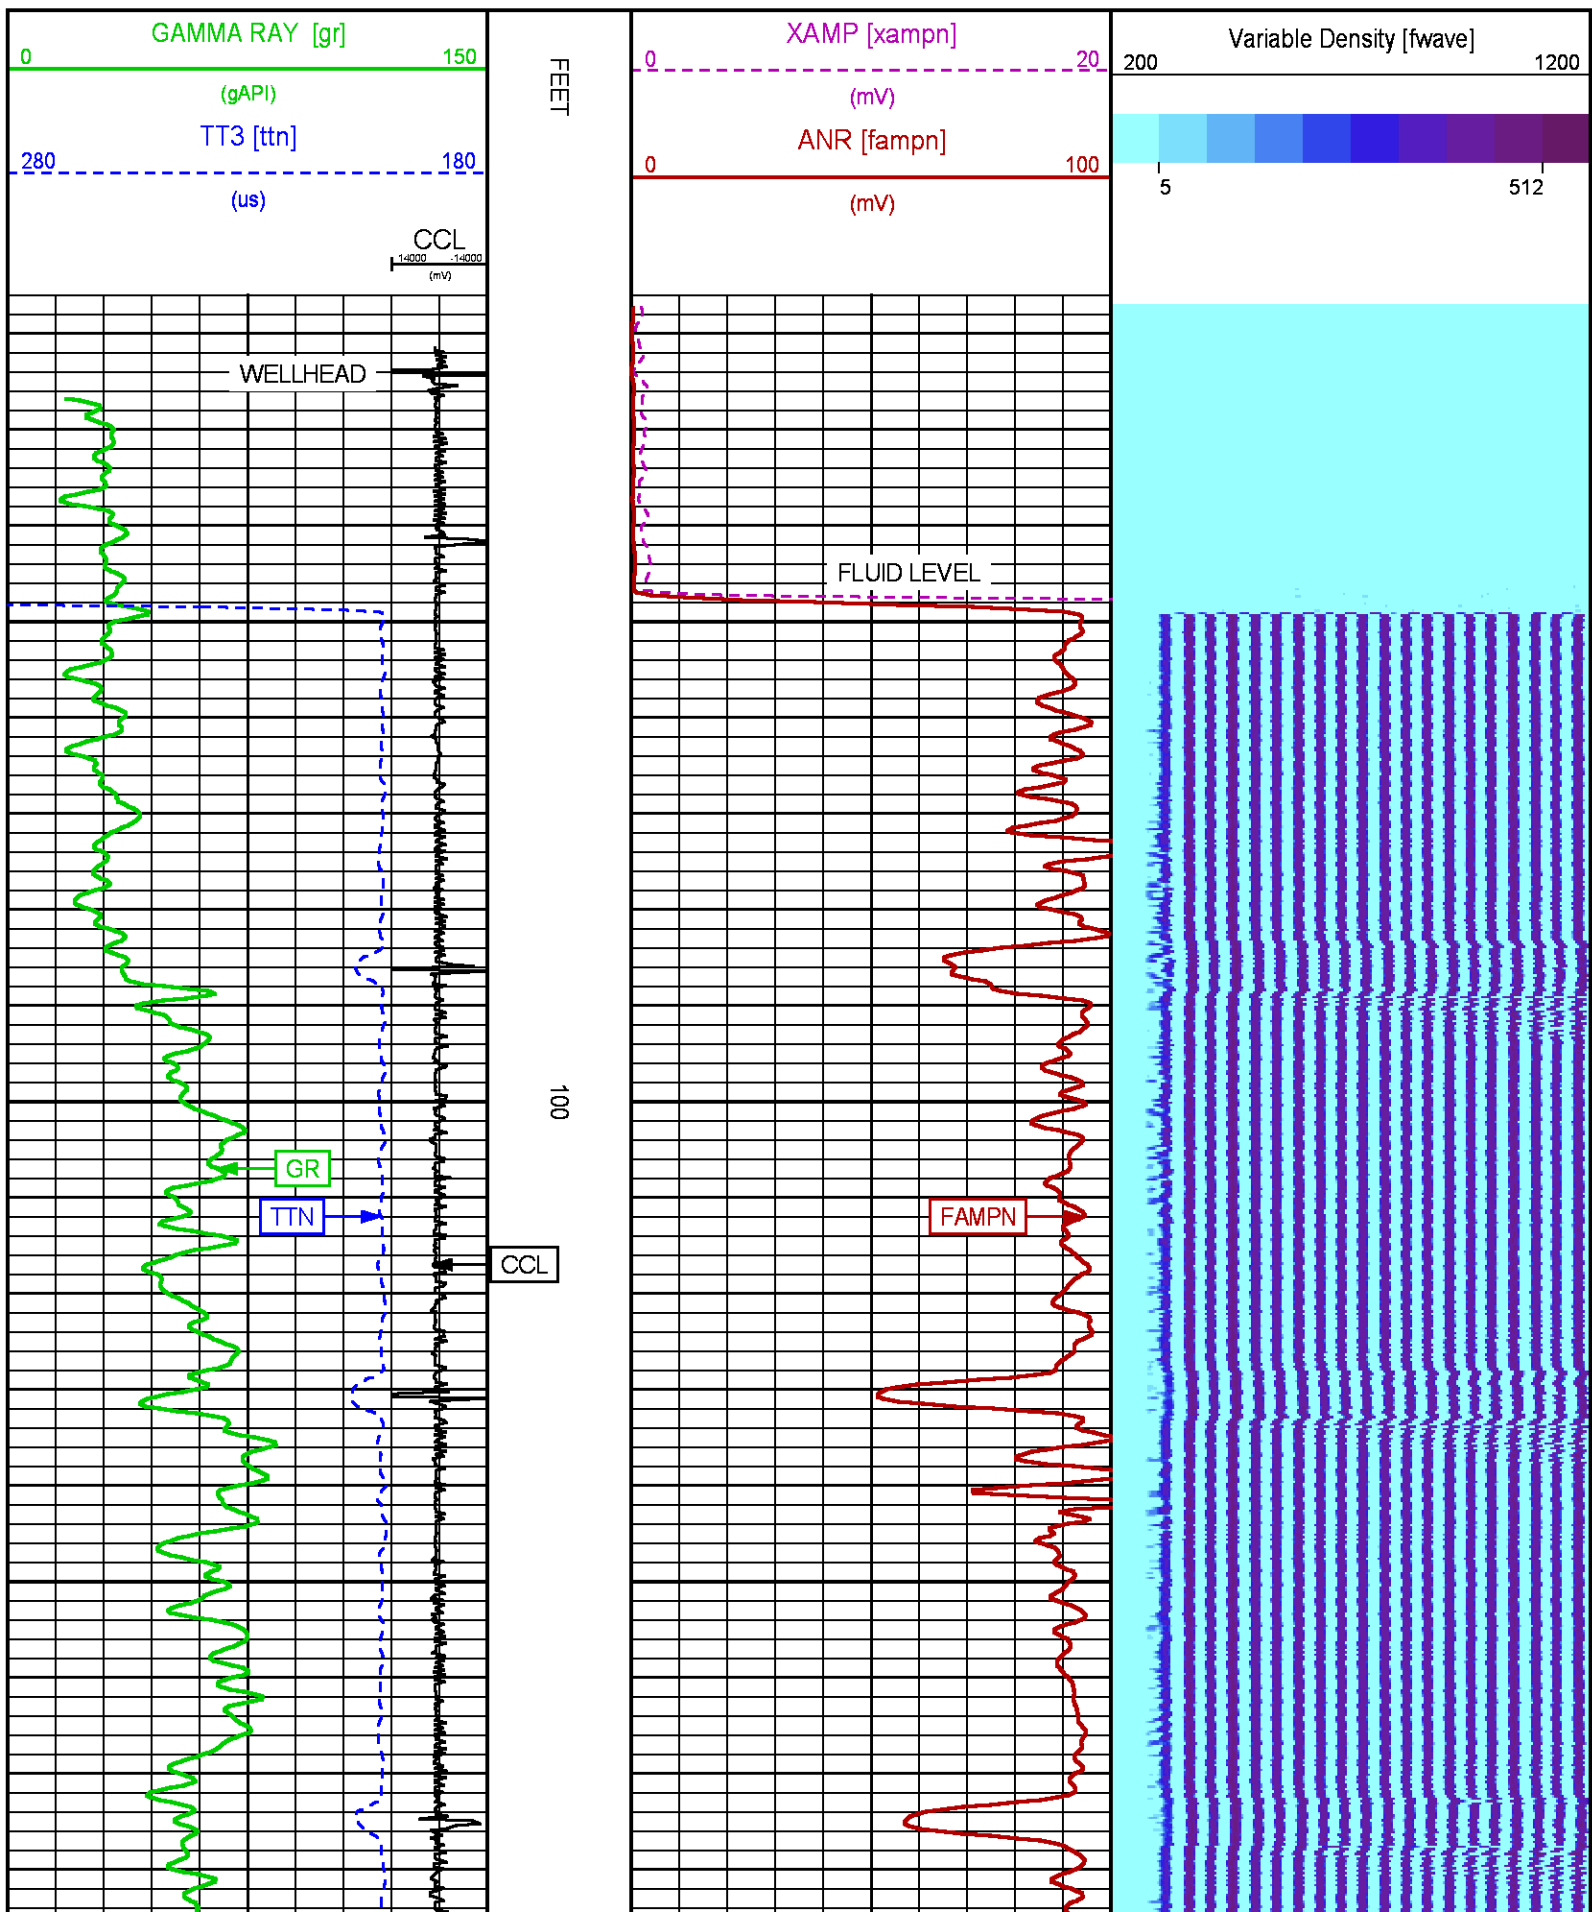 GAMMA RAY [gr]
0 150
(gAPI)
TT3 [ttn]
280 180
(us)
CCL
14000 -14000
(mV)
FEET
XAMP [xampn]
0 20
(mV)
ANR [fampn]
0 100
(mV)
Variable Density [fwave]
200 1200
5 512
WELLHEAD
FLUID LEVEL
100
GR
TTN
FAMPN
CCL